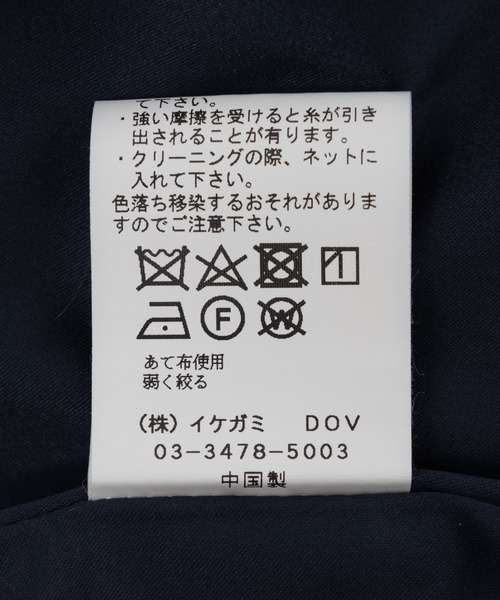 て下さい。
・強い摩擦を受けると糸が引き
出されることが有ります。
・クリーニングの際、ネットに
入れて下さい。
色落ち移染するおそれがありま
すのでご注意下さい。
F W
あて布使用
弱く絞る
(株)イケガミ DOV
03-3478-5003
中国製